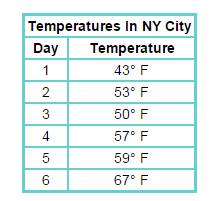 Temperatures In NY City
Day Temperature
1 43° F
2 53° F
3 50° F
4 57° F
5 59° F
6 67° F